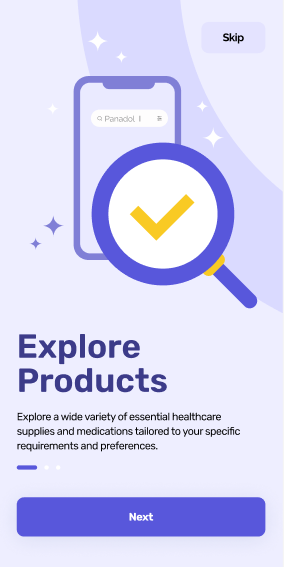 Skip
Panadol
Explore
Products
Explore a wide variety of essential healthcare
supplies and medications tailored to your specific
requirements and preferences.
Next